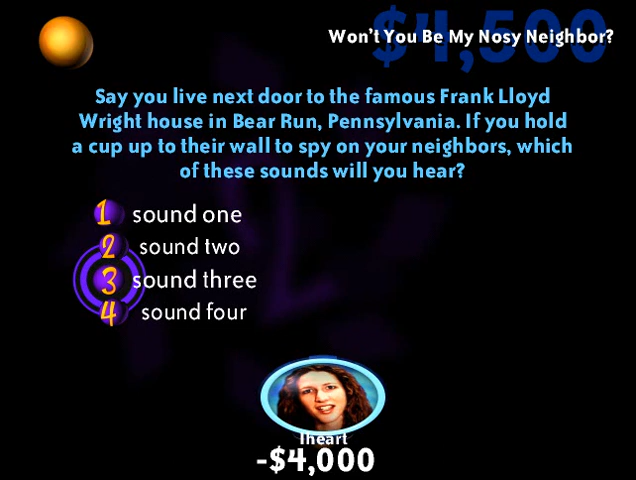 $4,500
Won't You Be My Nosy Neighbor?
Say you live next door to the famous Frank Lloyd
Wright house in Bear Run, Pennsylvania. If you hold
a cup up to their wall to spy on your neighbors, which
of these sounds will you hear?
1 sound one
2 sound two
3 sound three
4 sound four
Iheart
-$4,000